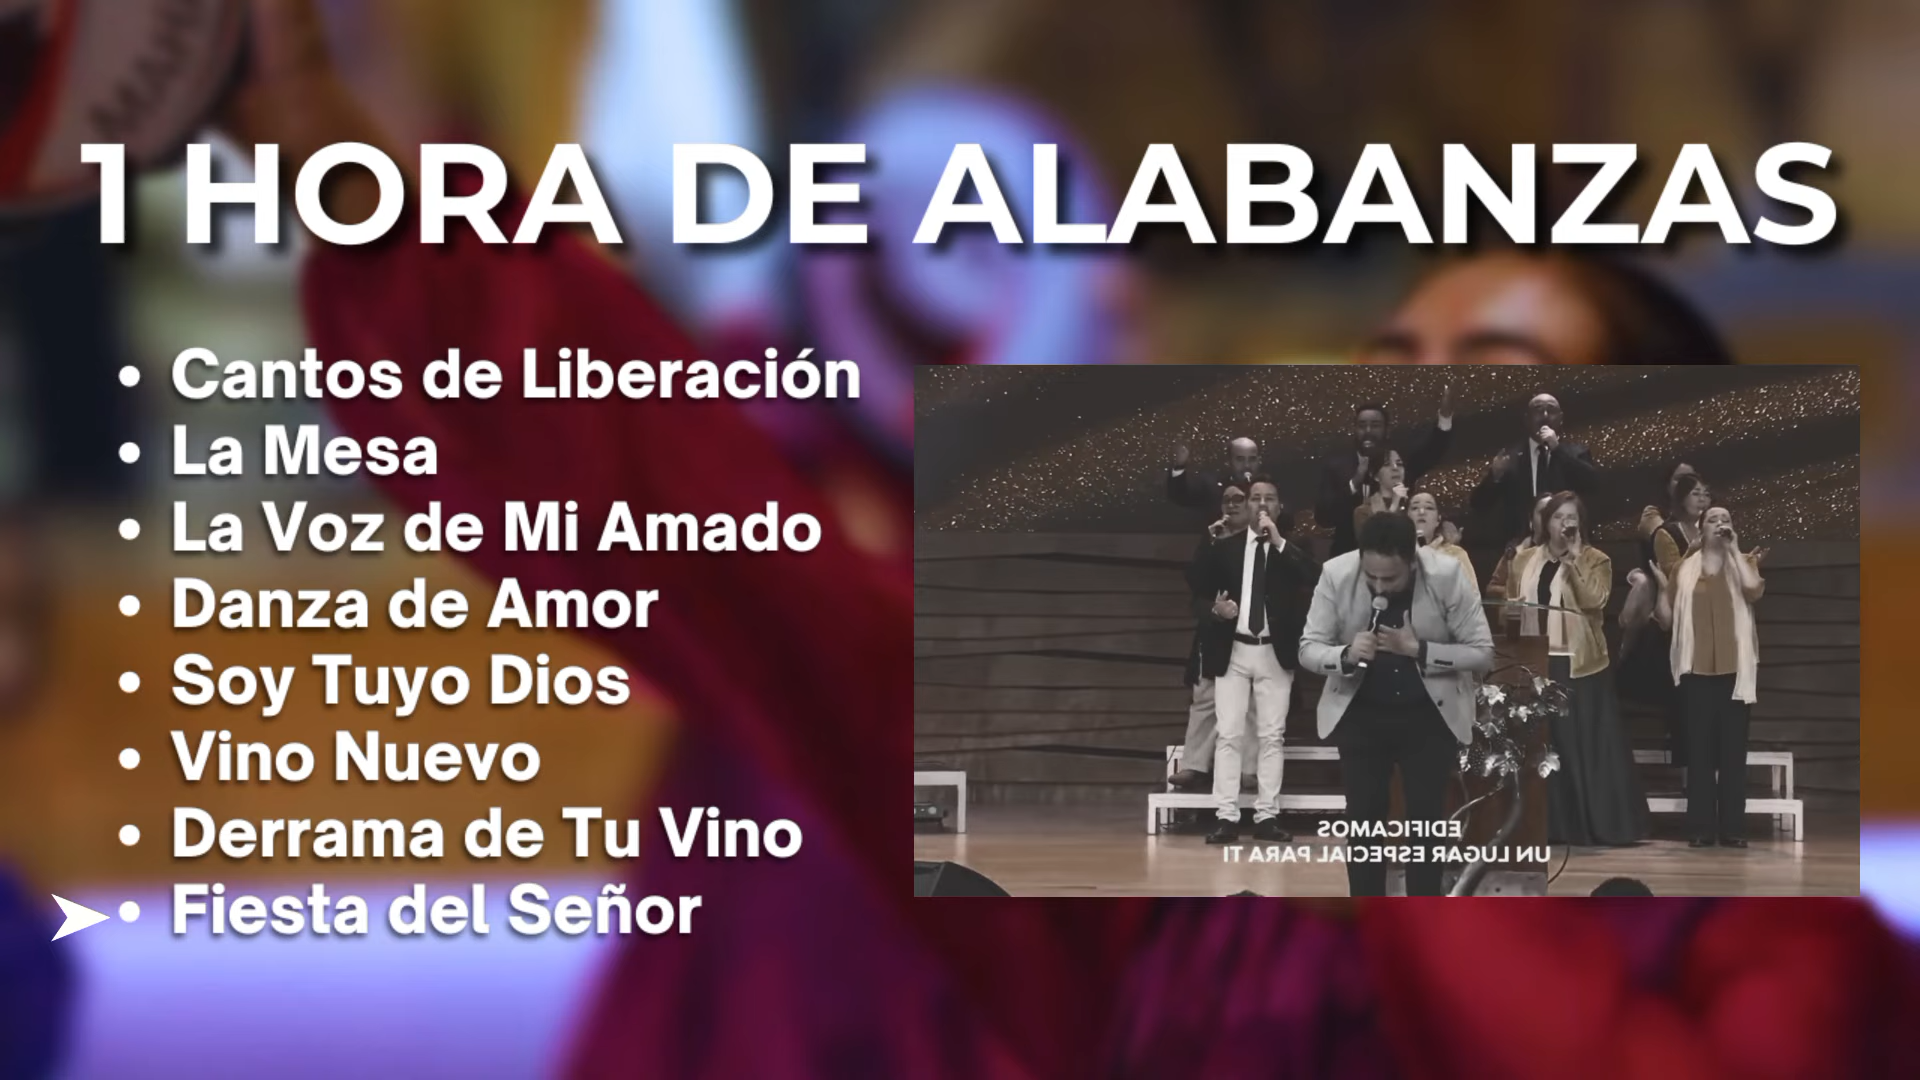 1 HORA DE ALABANZAS
Cantos de Liberación
La Mesa
La Voz de Mi Amado
Danza de Amor
Soy Tuyo Dios
Vino Nuevo
Derrama de Tu Vino
Fiesta del Señor
EDIFICAMOS
UN LUGAR ESPECIAL PARA TI